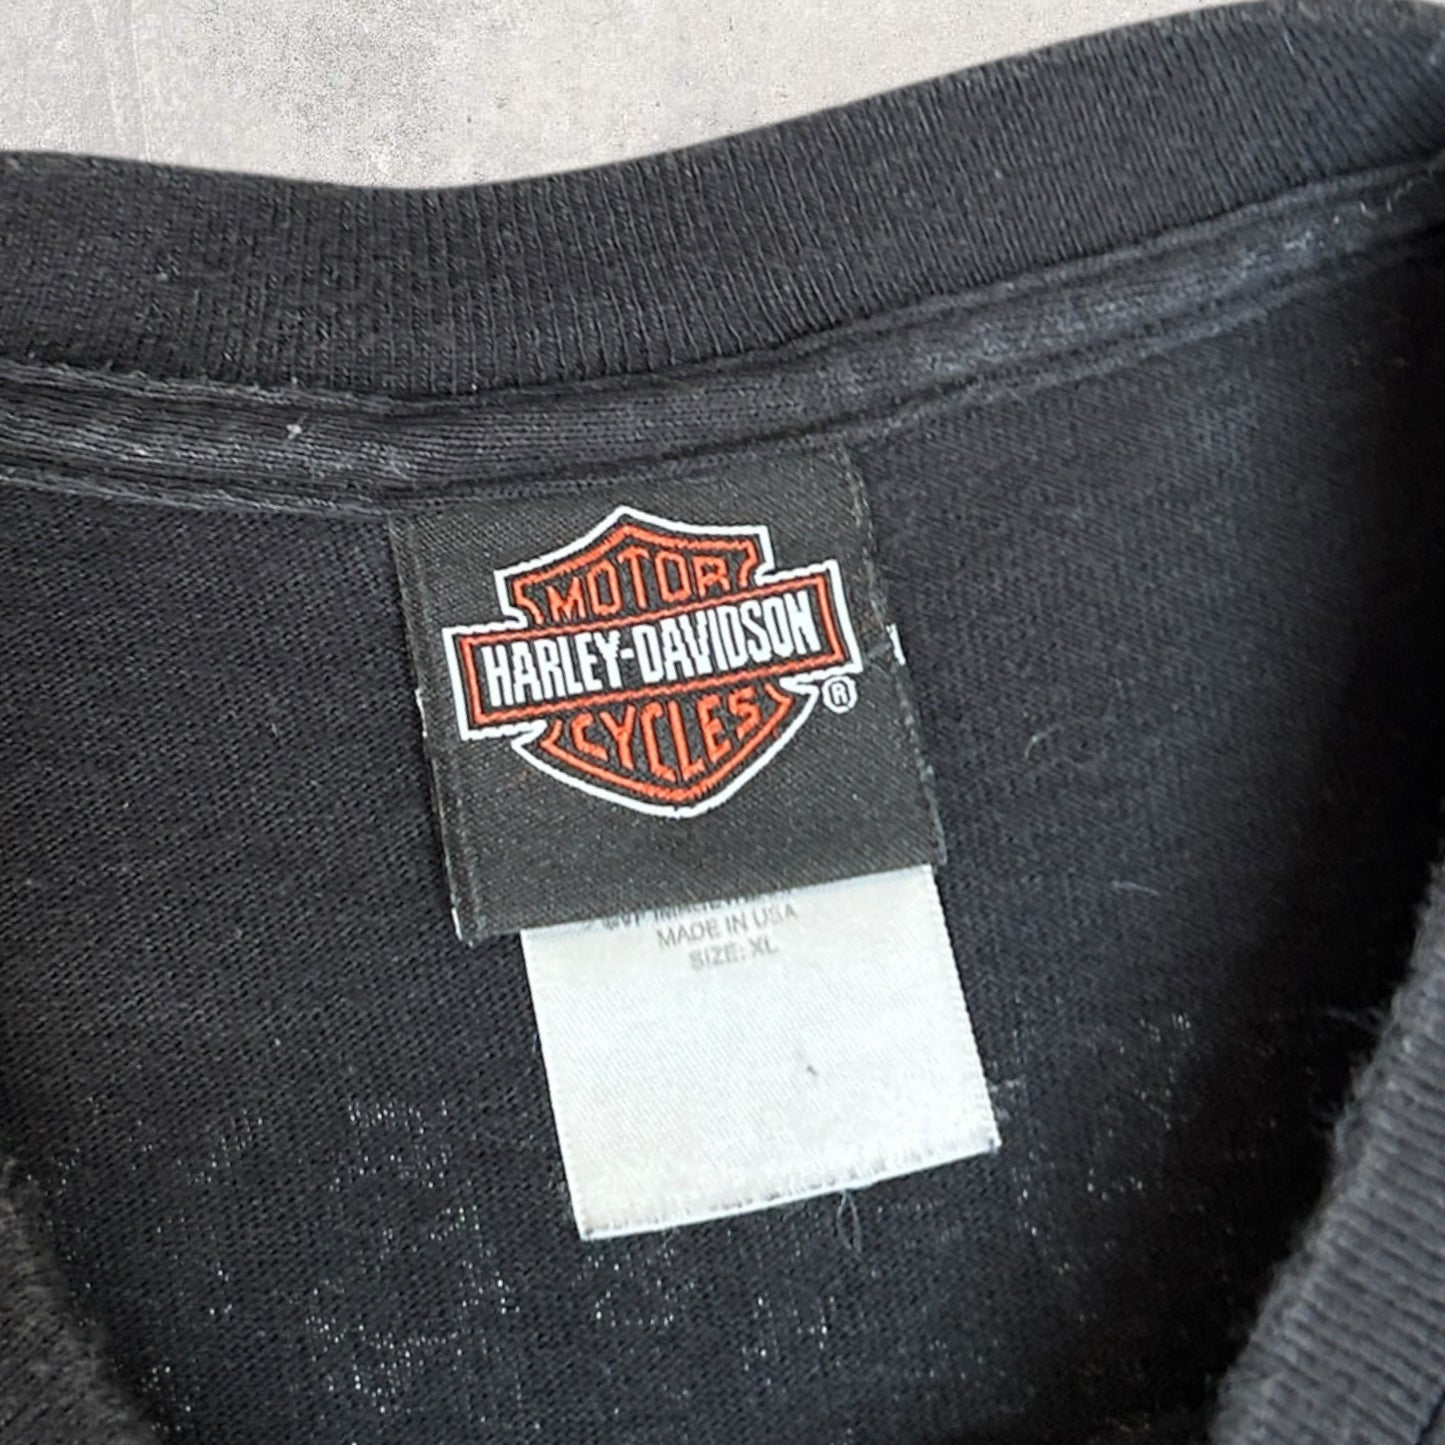 MOTOR
HARLEY-DAVIDSON
CYCLES
®
MADE IN USA
SIZE: XL